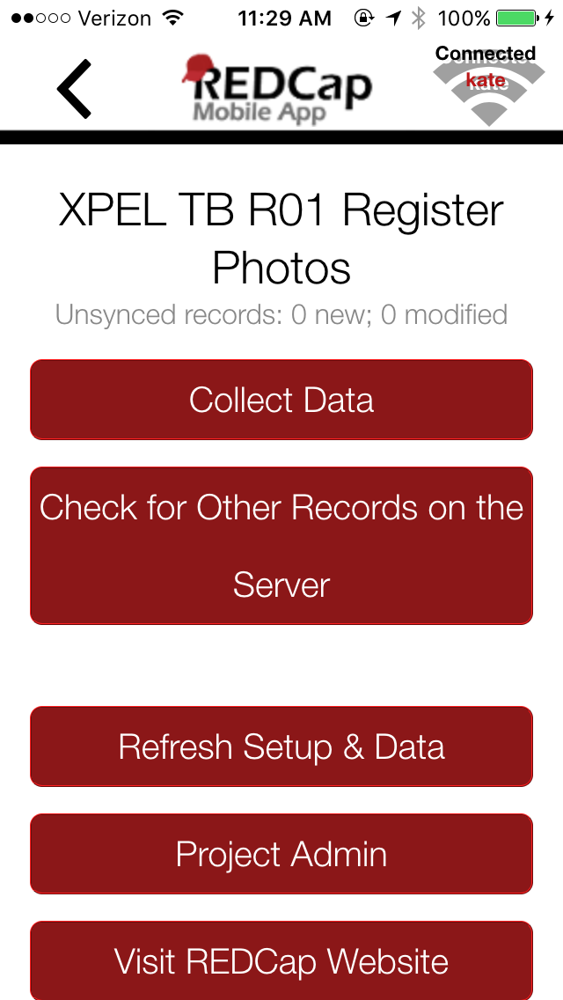 Verizon 11:29 AM 100%
Connected
kate
REDCap
Mobile App
XPEL TB R01 Register
Photos
Unsynced records: 0 new; 0 modified
Collect Data
Check for Other Records on the
Server
Refresh Setup & Data
Project Admin
Visit REDCap Website